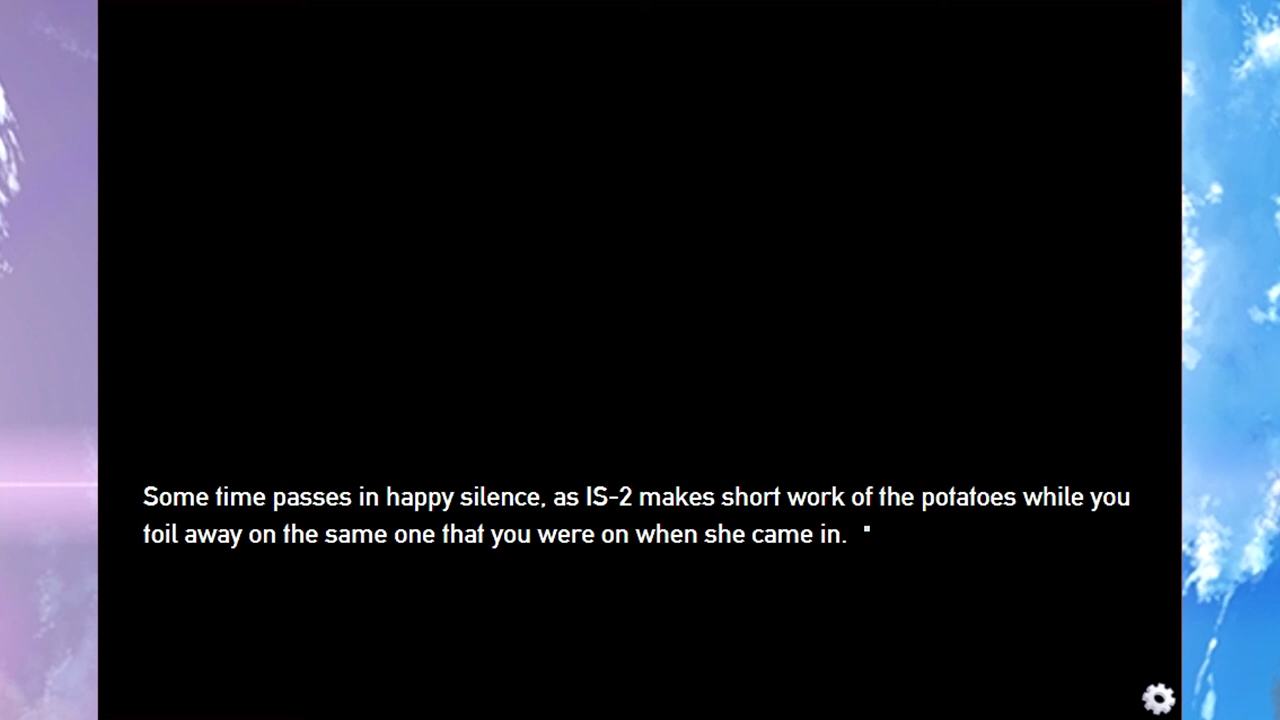 Some time passes in happy silence, as IS-2 makes short work of the potatoes while you
toil away on the same one that you were on when she came in.